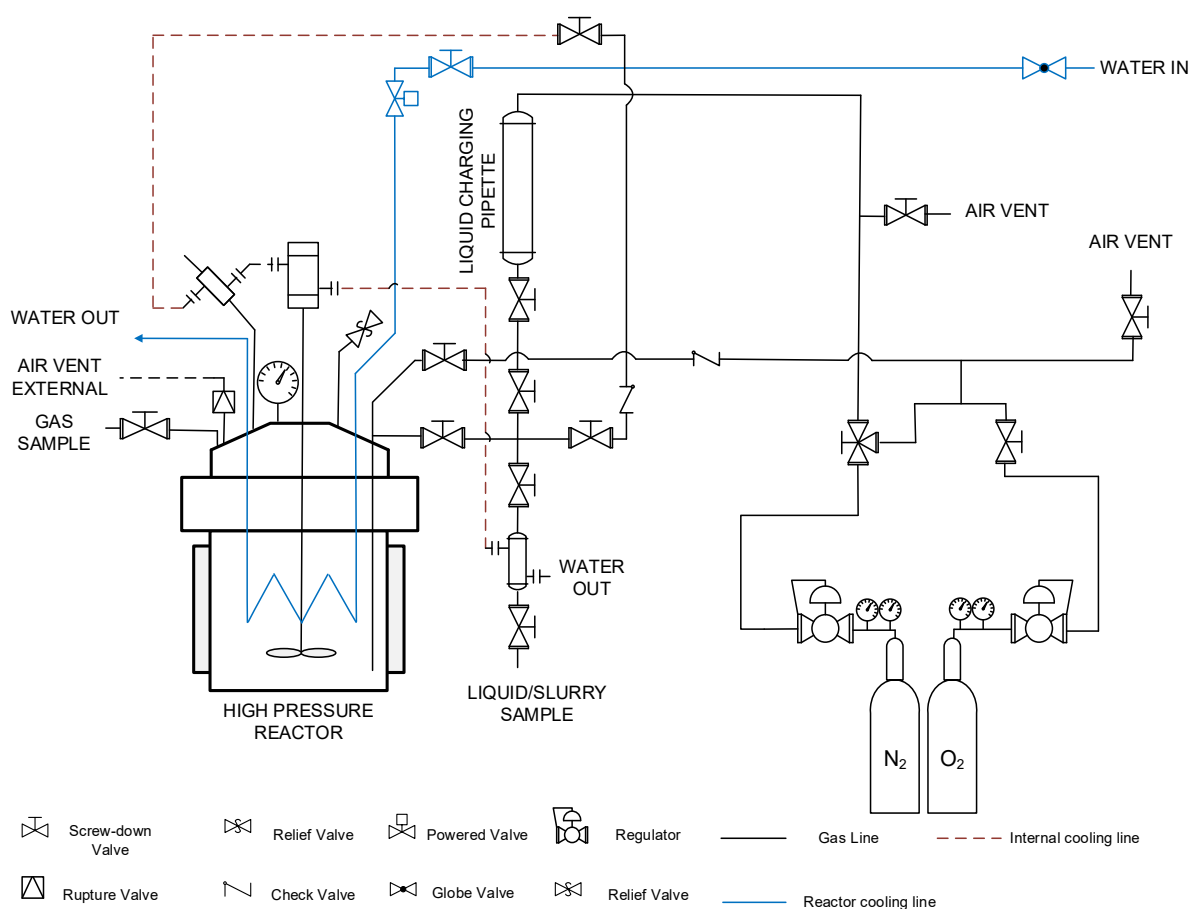 WATER IN
LIQUID CHARGING
PIPETTE
AIR VENT
AIR VENT
WATER OUT
AIR VENT
EXTERNAL
GAS
SAMPLE
WATER
OUT
LIQUID/SLURRY
SAMPLE
HIGH PRESSURE
REACTOR
N2
O2
Screw-down
Valve
Relief Valve
Powered Valve
Regulator
Gas Line
Internal cooling line
Rupture Valve
Check Valve
Globe Valve
Relief Valve
Reactor cooling line